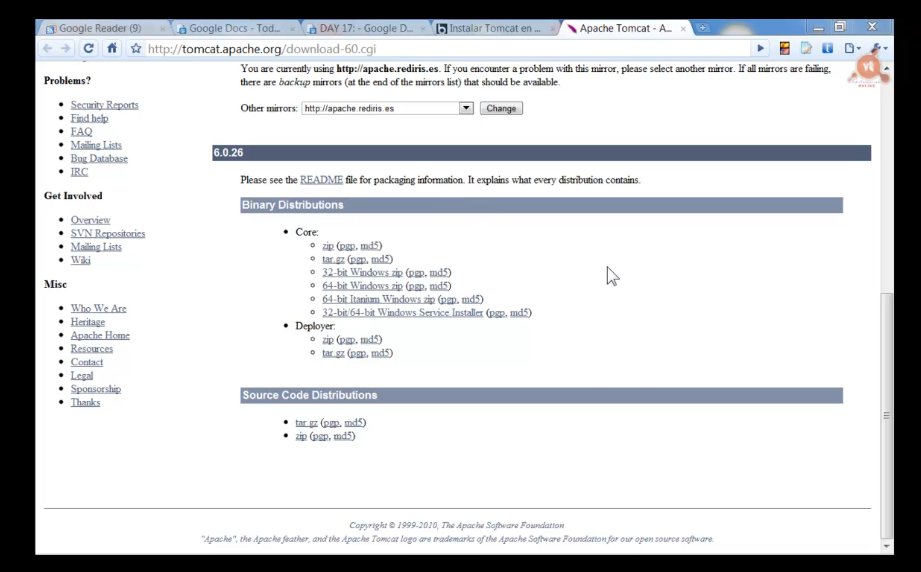 Google Reader (9)
Google Docs - Tod...
DAY 17: - Google D...
Instalar Tomcat en ...
Apache Tomcat - A...
http://tomcat.apache.org/download-60.cgi
You are currently using http://apache.rediris.es. If you encounter a problem with this mirror, please select another mirror. If all mirrors are failing,
there are backup mirrors (at the end of the mirrors list) that should be available.
Other mirrors: http://apache.rediris.es Change
Problems?
Security Reports
Find help
FAQ
Mailing Lists
Bug Database
IRC
Get Involved
Overview
SVN Repositories
Mailing Lists
Wiki
Misc
Who We Are
Heritage
Apache Home
Resources
Contact
Legal
Sponsorship
Thanks
6.0.26
Please see the README file for packaging information. It explains what every distribution contains.
Binary Distributions
Core:
zip (pgp, md5)
tar.gz (pgp, md5)
32-bit Windows zip (pgp, md5)
64-bit Windows zip (pgp, md5)
64-bit Itanium Windows zip (pgp, md5)
32-bit/64-bit Windows Service Installer (pgp, md5)
Deployer:
zip (pgp, md5)
tar.gz (pgp, md5)
Source Code Distributions
tar.gz (pgp, md5)
zip (pgp, md5)
Copyright © 1999-2010, The Apache Software Foundation
"Apache", the Apache feather, and the Apache Tomcat logo are trademarks of the Apache Software Foundation for our open source software.